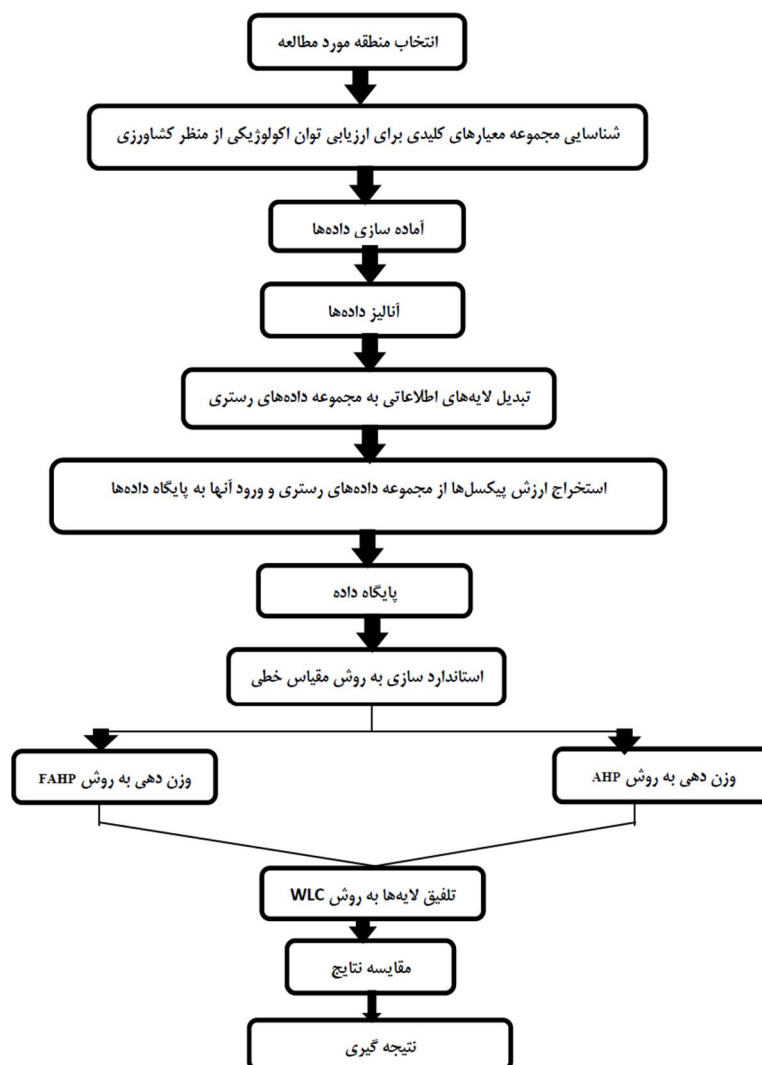 انتخاب منطقه مورد مطالعه
شناسایی مجموعه معیارهای کلیدی برای ارزیابی توان اکولوژیکی از منظر کشاورزی
آماده سازی داده‌ها
آنالیز داده‌ها
تبدیل لایه‌های اطلاعاتی به مجموعه داده‌های رستری
استخراج ارزش پیکسل‌ها از مجموعه داده‌های رستری و ورود آنها به پایگاه داده‌ها
پایگاه داده
استاندارد سازی به روش مقیاس خطی
وزن دهی به روش AHP
وزن دهی به روش FAHP
تلفیق لایه‌ها به روش WLC
مقایسه نتایج
نتیجه گیری